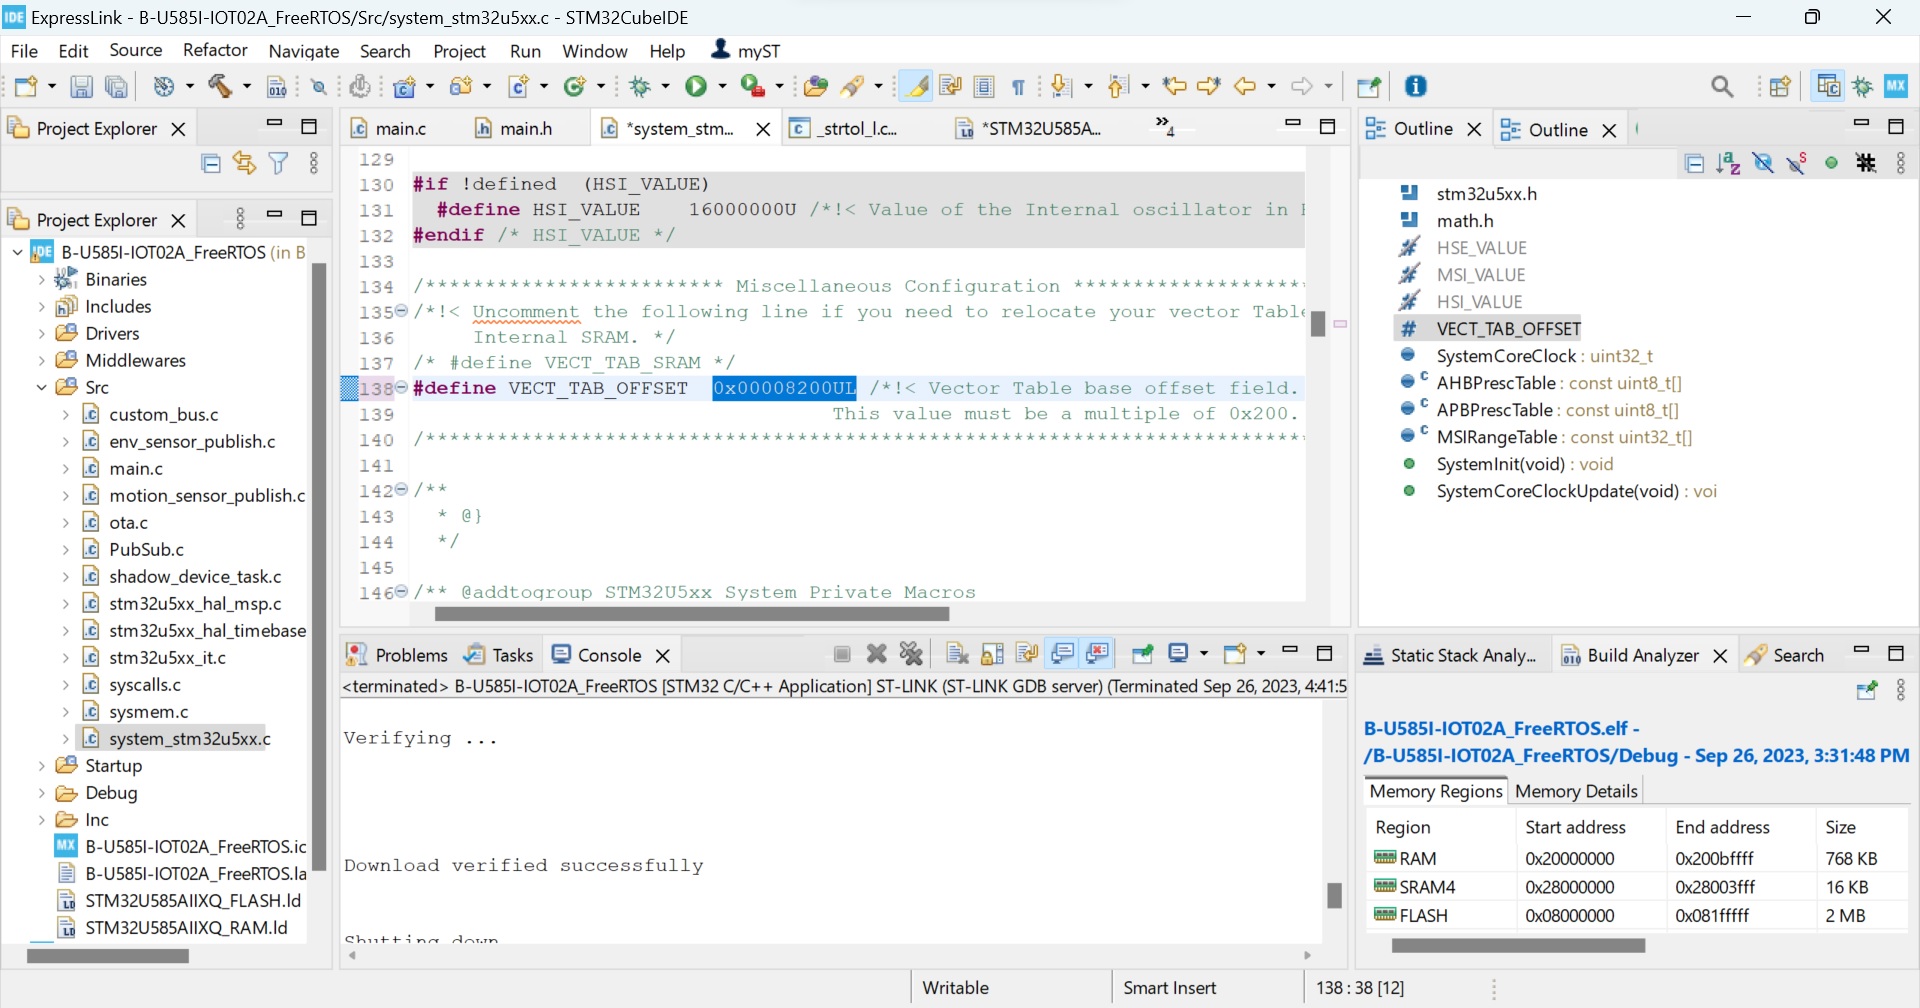 IDE ExpressLink - B-U585I-IOT02A_FreeRTOS/Src/system_stm32u5xx.c - STM32CubeIDE
File Edit Source Refactor Navigate Search Project Run Window Help myST
MX
Project Explorer
main.c main.h *system_stm... _strtol_l.c... *STM32U585A... »4
Outline Outline
Project Explorer
B-U585I-IOT02A_FreeRTOS (in B
Binaries
Includes
Drivers
Middlewares
Src
custom_bus.c
env_sensor_publish.c
main.c
motion_sensor_publish.c
ota.c
PubSub.c
shadow_device_task.c
stm32u5xx_hal_msp.c
stm32u5xx_hal_timebase
stm32u5xx_it.c
syscalls.c
sysmem.c
system_stm32u5xx.c
Startup
Debug
Inc
B-U585I-IOT02A_FreeRTOS.ic
B-U585I-IOT02A_FreeRTOS.la
STM32U585AIIXQ_FLASH.ld
STM32U585AIIXQ_RAM.ld
129
130 #if !defined  (HSI_VALUE)
131   #define HSI_VALUE    16000000U /*!< Value of the Internal oscillator in
132 #endif /* HSI_VALUE */
133
134 /************************* Miscellaneous Configuration ********************
135 /*!< Uncomment the following line if you need to relocate your vector Table
136      Internal SRAM. */
137 /* #define VECT_TAB_SRAM */
138 #define VECT_TAB_OFFSET  0x00008200UL /*!< Vector Table base offset field.
139                                    This value must be a multiple of 0x200.
140 /**************************************************************************
141
142 /**
143   * @}
144   */
145
146 /** @addtogroup STM32U5xx_System_Private_Macros
stm32u5xx.h
math.h
HSE_VALUE
MSI_VALUE
HSI_VALUE
VECT_TAB_OFFSET
SystemCoreClock : uint32_t
AHBPrescTable : const uint8_t[]
APBPrescTable : const uint8_t[]
MSIRangeTable : const uint32_t[]
SystemInit(void) : void
SystemCoreClockUpdate(void) : voi
Problems Tasks Console
<terminated> B-U585I-IOT02A_FreeRTOS [STM32 C/C++ Application] ST-LINK (ST-LINK GDB server) (Terminated Sep 26, 2023, 4:41:5
Verifying ...
Download verified successfully
Shutting down
Static Stack Analy... Build Analyzer Search
B-U585I-IOT02A_FreeRTOS.elf -
/B-U585I-IOT02A_FreeRTOS/Debug - Sep 26, 2023, 3:31:48 PM
Memory Regions Memory Details
Region Start address End address Size
RAM 0x20000000 0x200bffff 768 KB
SRAM4 0x28000000 0x28003fff 16 KB
FLASH 0x08000000 0x081fffff 2 MB
Writable Smart Insert 138 : 38 [12]